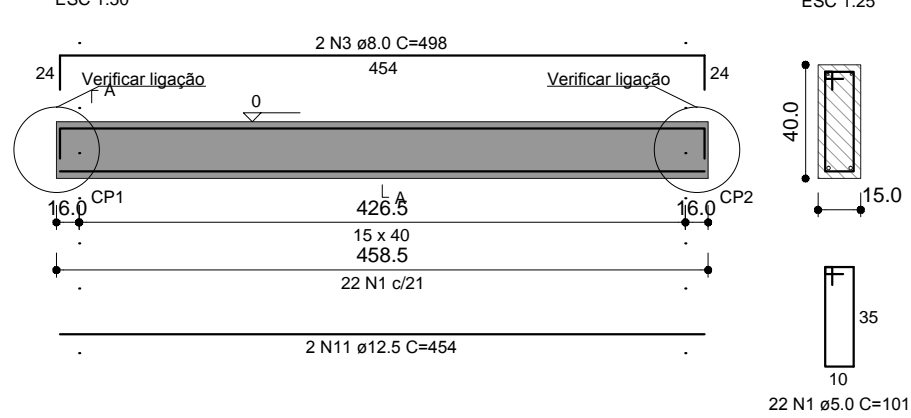 ESC 1:50
ESC 1:25
2 N3 ø8.0 C=498
454
24
24
Verificar ligação
Verificar ligação
A
0
40.0
15.0
A
CP1
CP2
16.0
426.5
16.0
15 x 40
458.5
22 N1 c/21
2 N11 ø12.5 C=454
35
10
22 N1 ø5.0 C=101